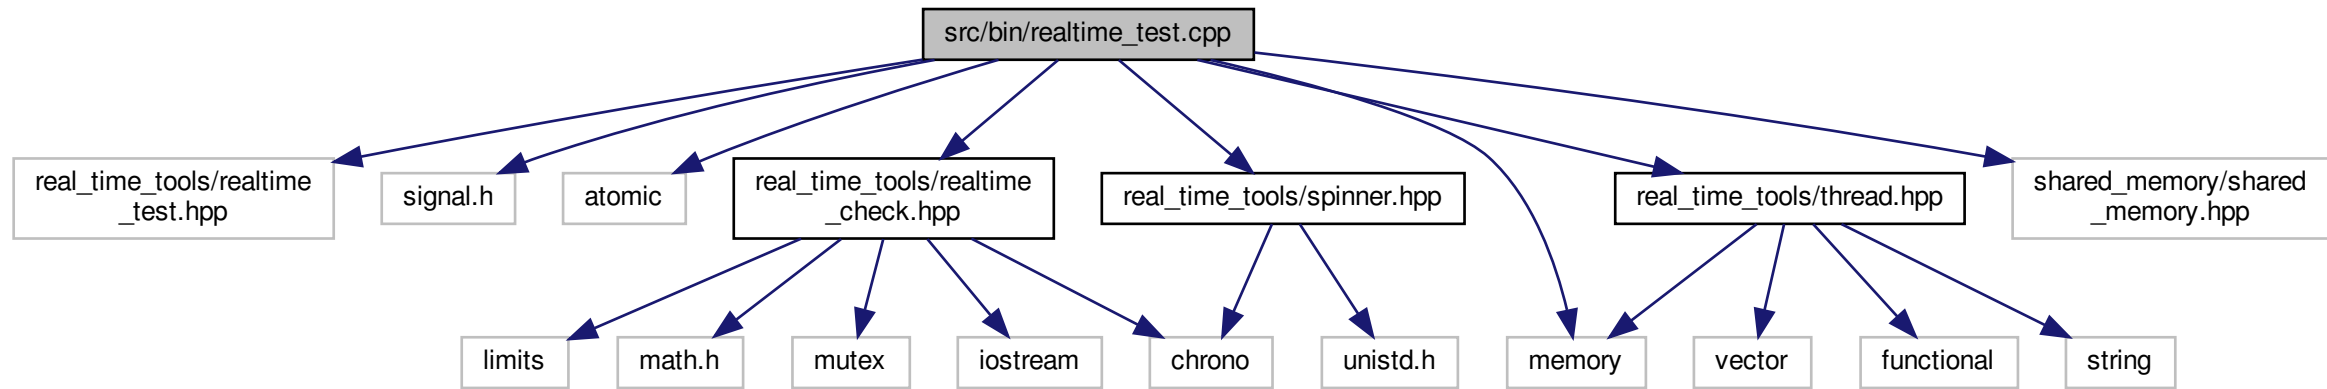 src/bin/realtime_test.cpp
real_time_tools/realtime
_test.hpp
signal.h
atomic
real_time_tools/realtime
_check.hpp
real_time_tools/spinner.hpp
real_time_tools/thread.hpp
shared_memory/shared
_memory.hpp
limits
math.h
mutex
iostream
chrono
unistd.h
memory
vector
functional
string